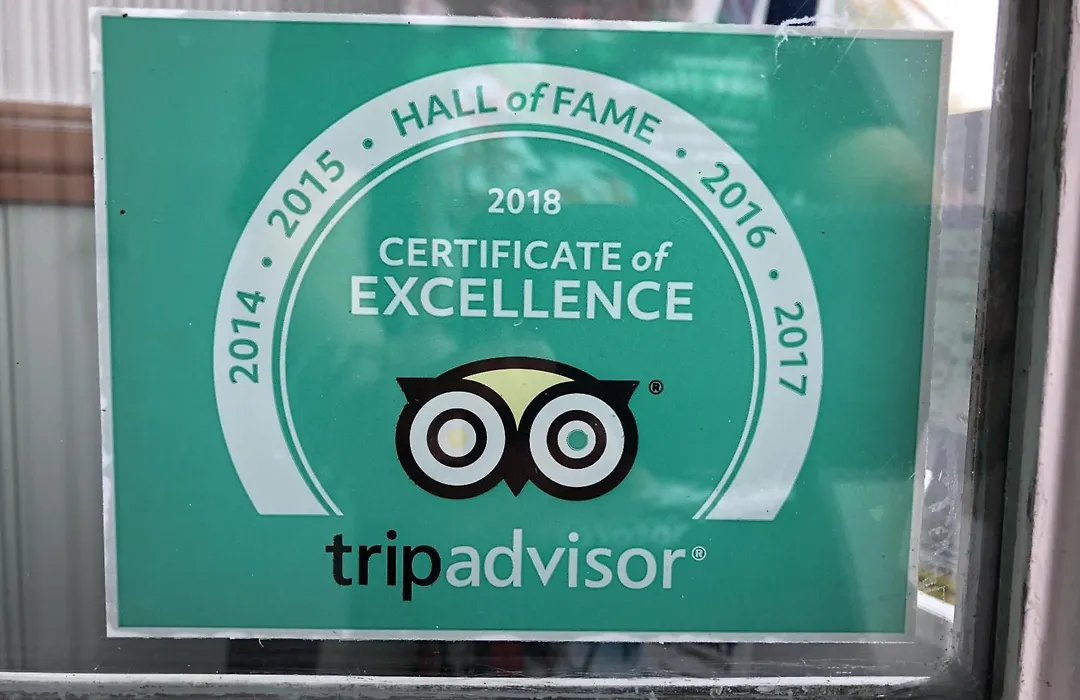 2014 • 2015 • HALL of FAME • 2016 • 2017
2018
CERTIFICATE of
EXCELLENCE
®
tripadvisor®